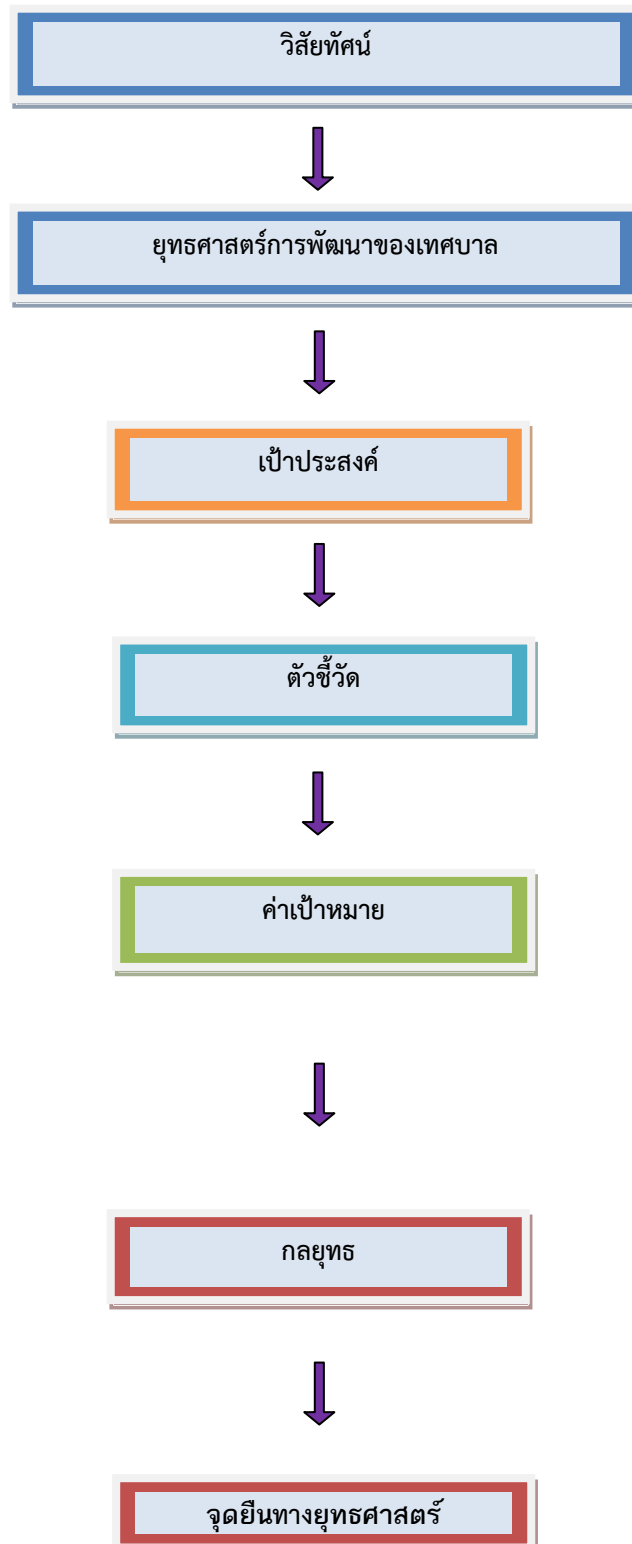 วิสัยทัศน์
ยุทธศาสตร์การพัฒนาของเทศบาล
เป้าประสงค์
ตัวชี้วัด
ค่าเป้าหมาย
กลยุทธ
จุดยืนทางยุทธศาสตร์